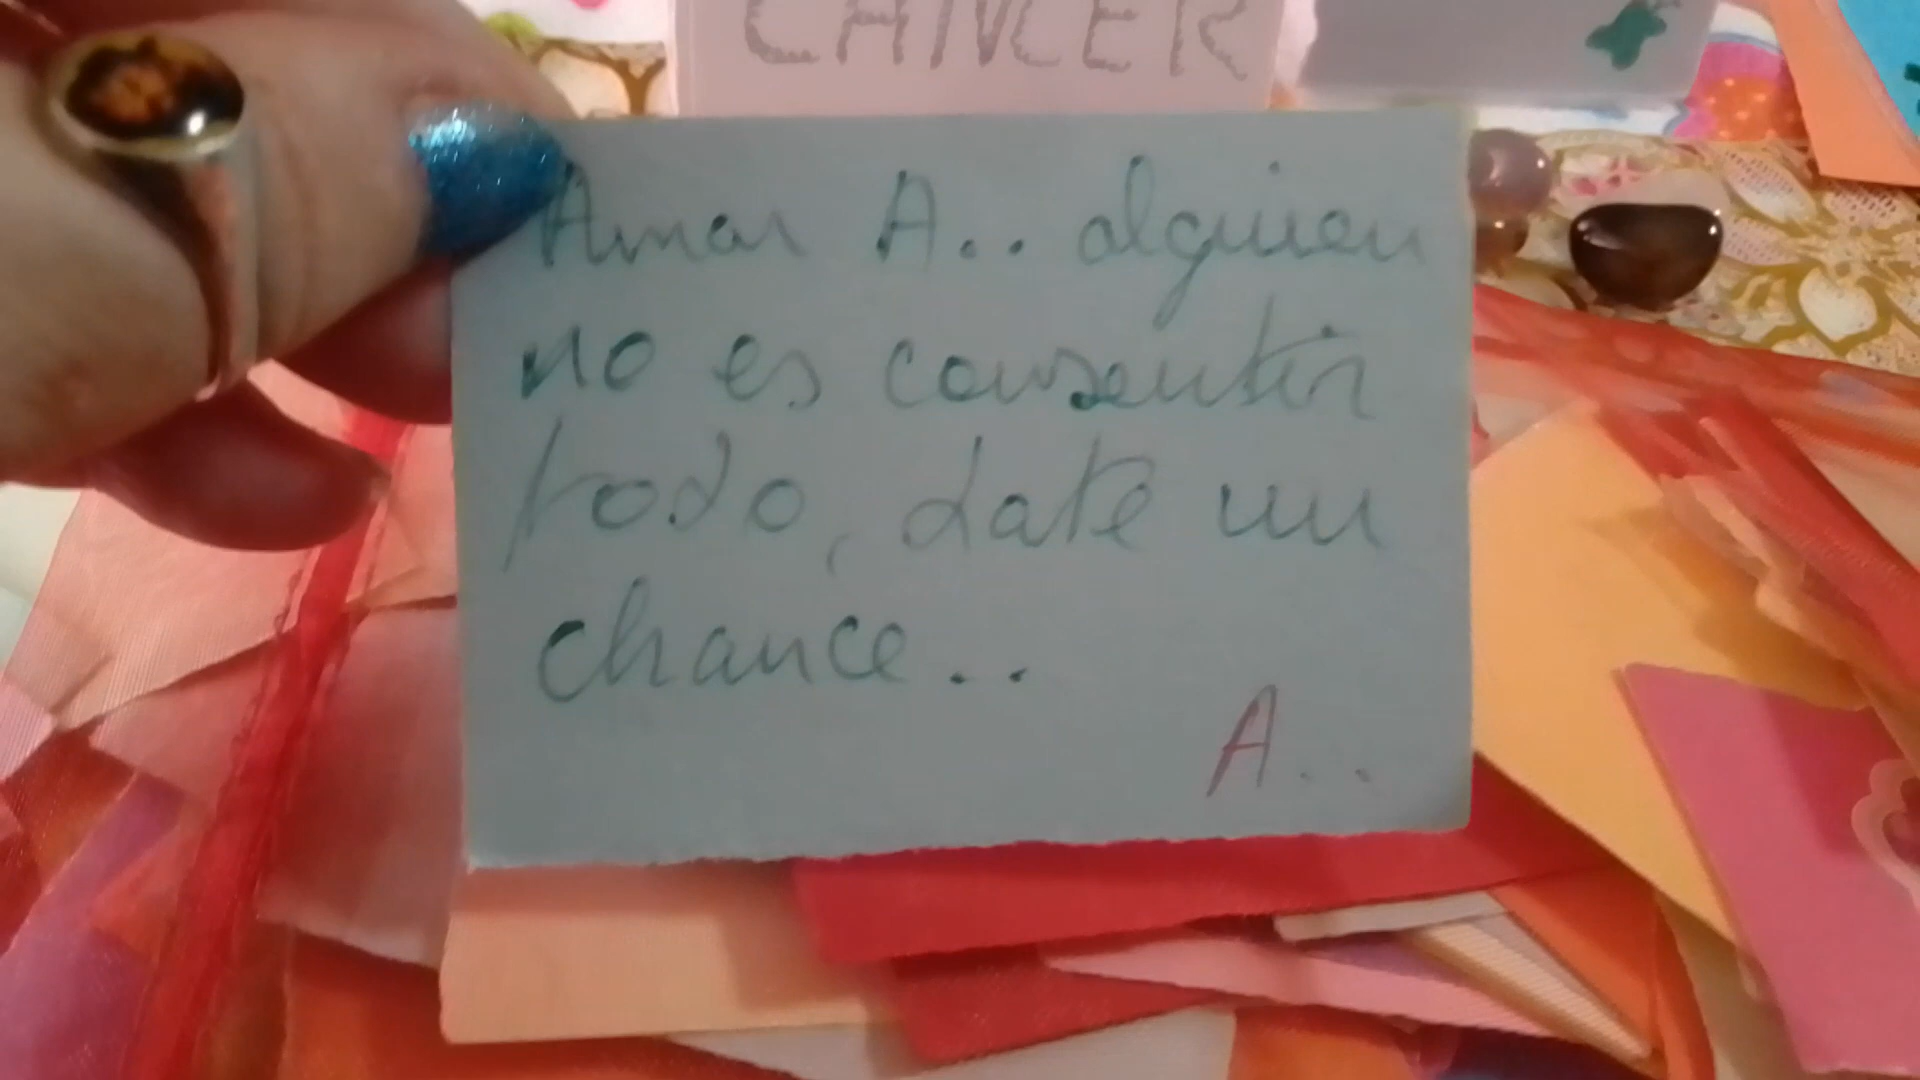 CANCER
Amar A.. alguien
no es consentir
todo, date un
chance..
A..